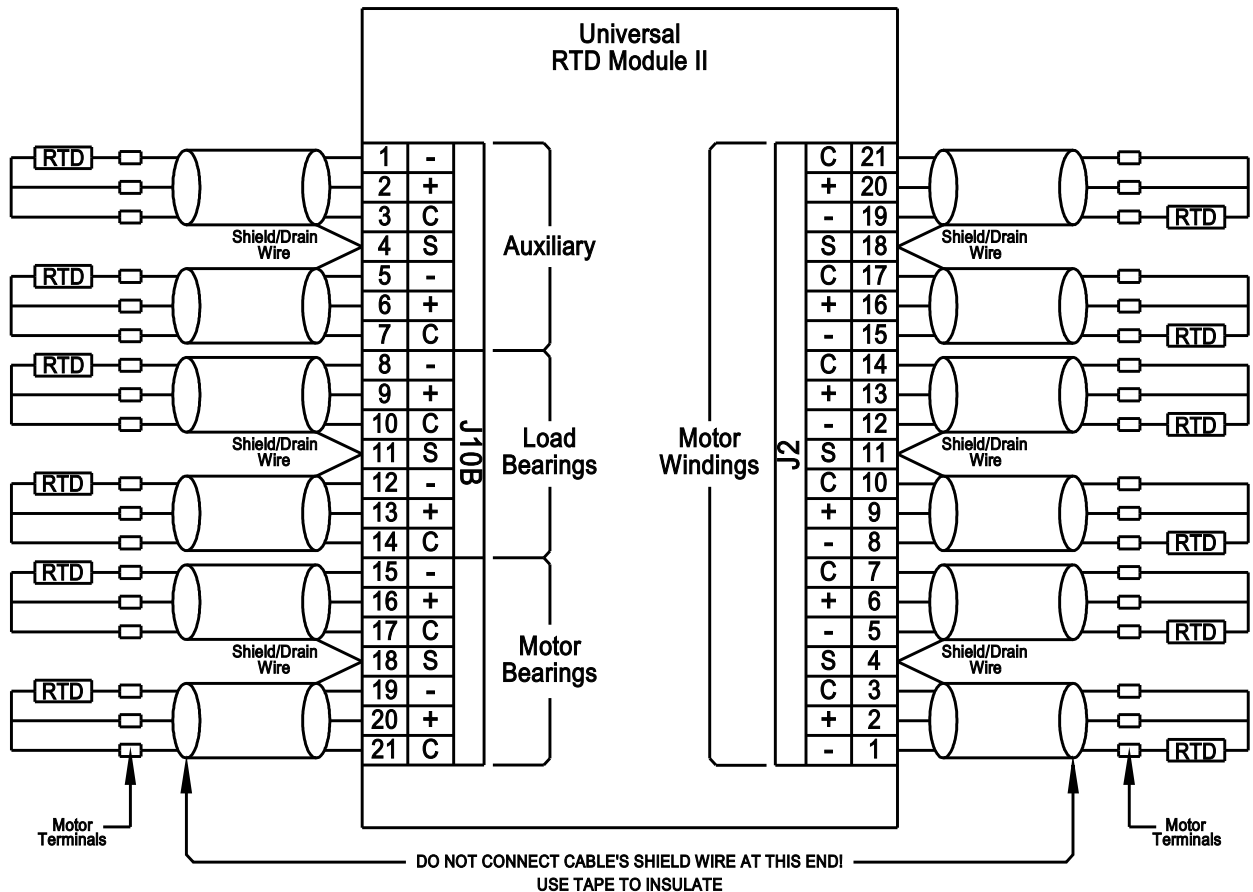 Universal
RTD Module II
RTD 1 -
2 +
3 C
Shield/Drain
Wire
4 S
RTD 5 -
6 +
7 C
Auxiliary
RTD 8 -
9 +
10 C
Shield/Drain
Wire
11 S
RTD 12 -
13 +
14 C
Load
Bearings
RTD 15 -
16 +
17 C
Shield/Drain
Wire
18 S
RTD 19 -
20 +
21 C
Motor
Bearings
J10B
Motor
Windings
J2
C 21
+ 20
- 19 RTD
S 18
Shield/Drain
Wire
C 17
+ 16
- 15 RTD
C 14
+ 13
- 12 RTD
S 11
Shield/Drain
Wire
C 10
+ 9
- 8 RTD
C 7
+ 6
- 5 RTD
S 4
Shield/Drain
Wire
C 3
+ 2
- 1 RTD
Motor
Terminals
Motor
Terminals
DO NOT CONNECT CABLE'S SHIELD WIRE AT THIS END!
USE TAPE TO INSULATE